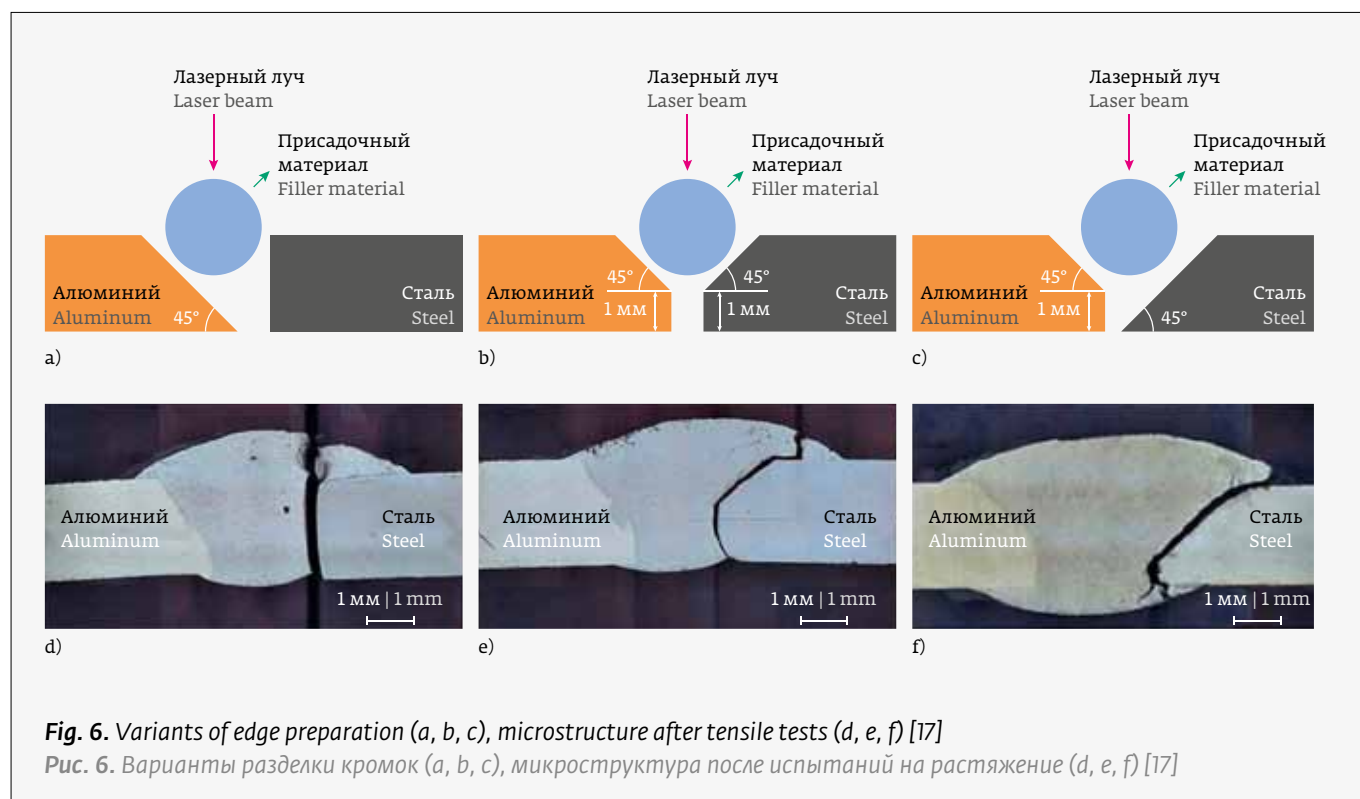 Лазерный луч
Laser beam
Присадочный
материал
Filler material
Алюминий
Aluminum
45°
Сталь
Steel
a)
Лазерный луч
Laser beam
Присадочный
материал
Filler material
Алюминий
Aluminum
45°
1 мм
45°
1 мм
Сталь
Steel
b)
Лазерный луч
Laser beam
Присадочный
материал
Filler material
Алюминий
Aluminum
45°
1 мм
45°
Сталь
Steel
c)
Алюминий
Aluminum
Сталь
Steel
1 мм | 1 mm
d)
Алюминий
Aluminum
Сталь
Steel
1 мм | 1 mm
e)
Алюминий
Aluminum
Сталь
Steel
1 мм | 1 mm
f)
Fig. 6. Variants of edge preparation (a, b, c), microstructure after tensile tests (d, e, f) [17]
Рис. 6. Варианты разделки кромок (a, b, c), микроструктура после испытаний на растяжение (d, e, f) [17]